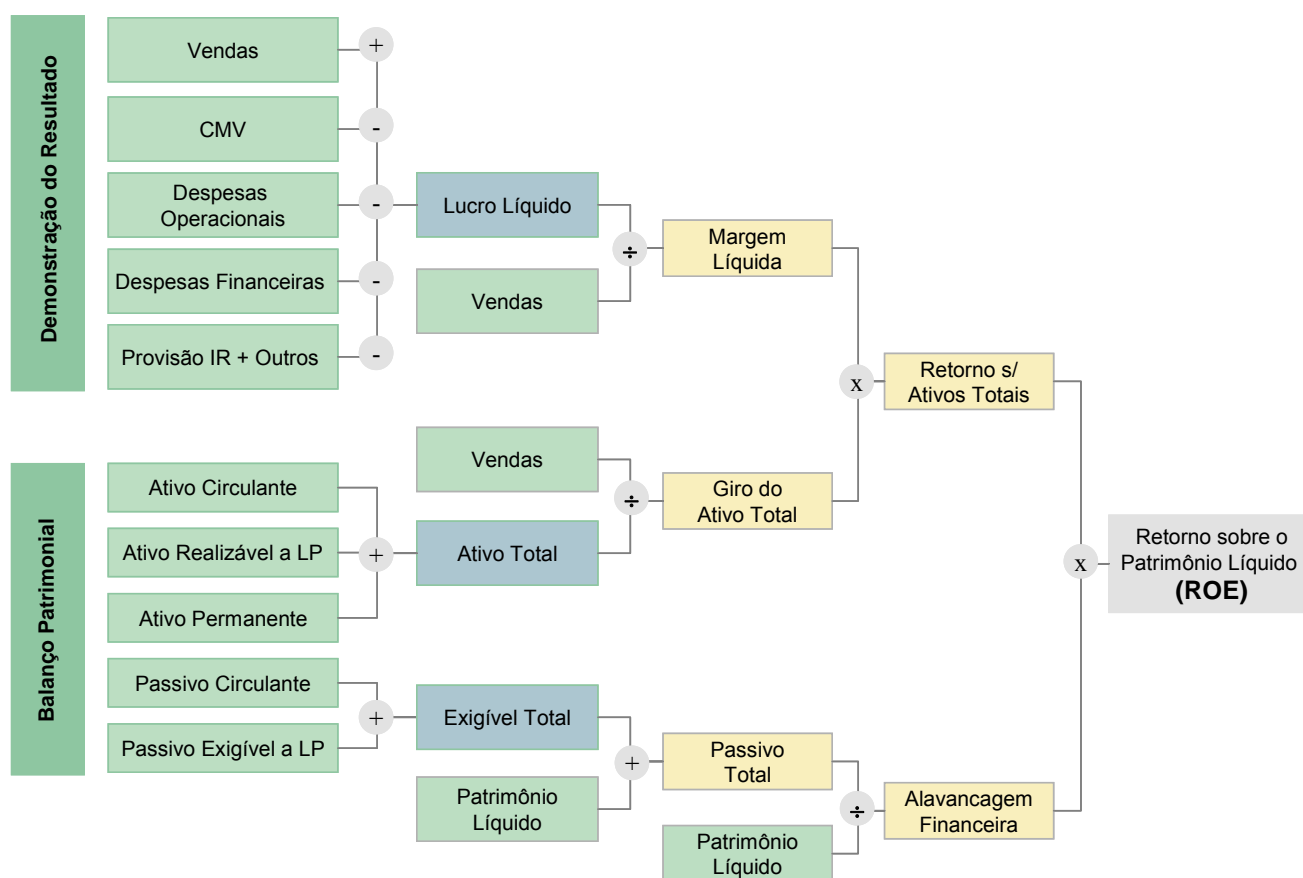 Demonstração do Resultado
Vendas
+
CMV
-
Despesas
Operacionais
-
Despesas Financeiras
-
Provisão IR + Outros
-
Lucro Líquido
÷
Vendas
Margem
Líquida
x
Retorno s/
Ativos Totais
Balanço Patrimonial
Ativo Circulante
Ativo Realizável a LP
+
Ativo Permanente
Vendas
÷
Ativo Total
Giro do
Ativo Total
x
Retorno sobre o
Patrimônio Líquido
(ROE)
Passivo Circulante
+
Passivo Exigível a LP
Exigível Total
+
Patrimônio
Líquido
Passivo
Total
÷
Patrimônio
Líquido
Alavancagem
Financeira